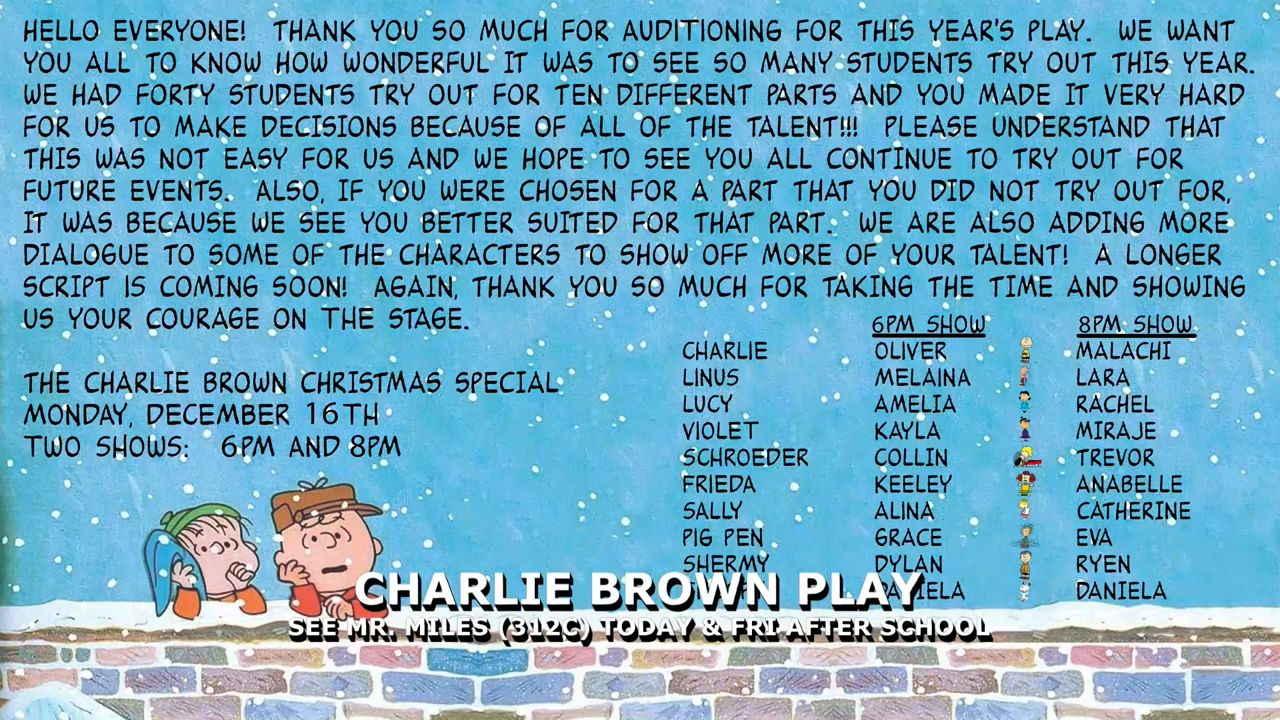 HELLO EVERYONE! THANK YOU SO MUCH FOR AUDITIONING FOR THIS YEAR'S PLAY. WE WANT
YOU ALL TO KNOW HOW WONDERFUL IT WAS TO SEE SO MANY STUDENTS TRY OUT THIS YEAR.
WE HAD FORTY STUDENTS TRY OUT FOR TEN DIFFERENT PARTS AND YOU MADE IT VERY HARD
FOR US TO MAKE DECISIONS BECAUSE OF ALL OF THE TALENT!!! PLEASE UNDERSTAND THAT
THIS WAS NOT EASY FOR US AND WE HOPE TO SEE YOU ALL CONTINUE TO TRY OUT FOR
FUTURE EVENTS. ALSO, IF YOU WERE CHOSEN FOR A PART THAT YOU DID NOT TRY OUT FOR,
IT WAS BECAUSE WE SEE YOU BETTER SUITED FOR THAT PART. WE ARE ALSO ADDING MORE
DIALOGUE TO SOME OF THE CHARACTERS TO SHOW OFF MORE OF YOUR TALENT! A LONGER
SCRIPT IS COMING SOON! AGAIN, THANK YOU SO MUCH FOR TAKING THE TIME AND SHOWING
US YOUR COURAGE ON THE STAGE.
THE CHARLIE BROWN CHRISTMAS SPECIAL
MONDAY, DECEMBER 16TH
TWO SHOWS: 6PM AND 8PM
6PM SHOW 8PM SHOW
CHARLIE OLIVER MALACHI
LINUS MELAINA LARA
LUCY AMELIA RACHEL
VIOLET KAYLA MIRAJE
SCHROEDER COLLIN TREVOR
FRIEDA KEELEY ANABELLE
SALLY ALINA CATHERINE
PIG PEN GRACE EVA
SHERMY DYLAN RYEN
DANIELA
CHARLIE BROWN PLAY
SEE MR. MILES (312C) TODAY & FRI AFTER SCHOOL